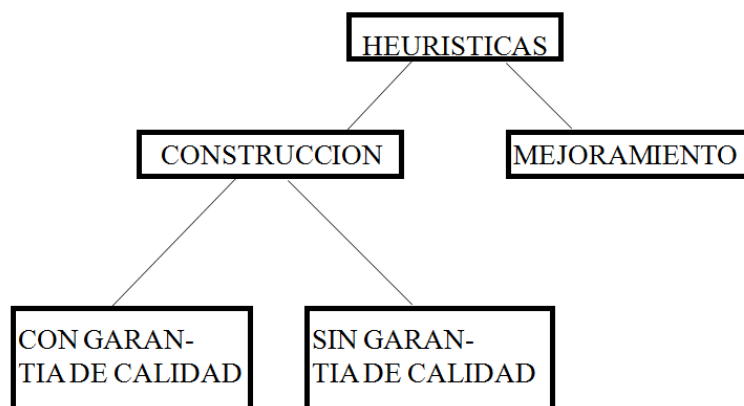 HEURISTICAS
CONSTRUCCION
MEJORAMIENTO
CON GARAN-
TIA DE CALIDAD
SIN GARAN-
TIA DE CALIDAD